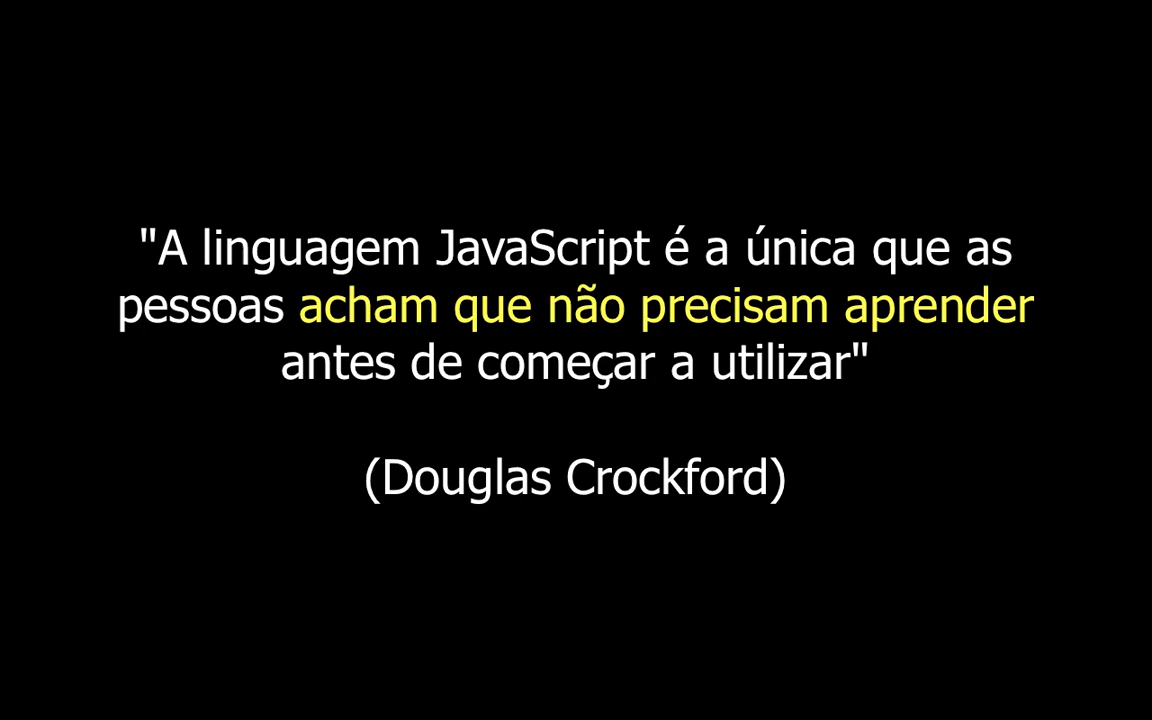 "A linguagem JavaScript é a única que as
pessoas acham que não precisam aprender
antes de começar a utilizar"
(Douglas Crockford)